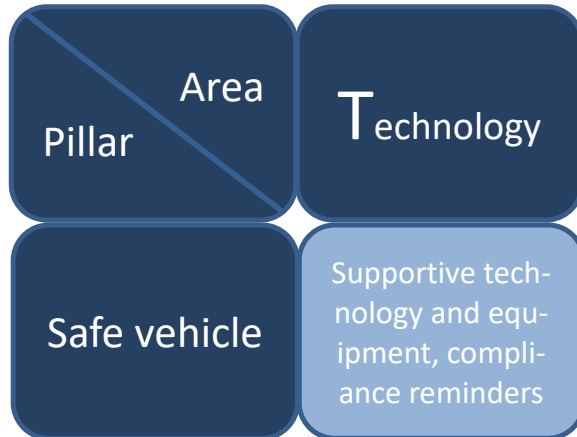 Area
Pillar
Technology
Safe vehicle
Supportive tech-
nology and equ-
ipment, compli-
ance reminders